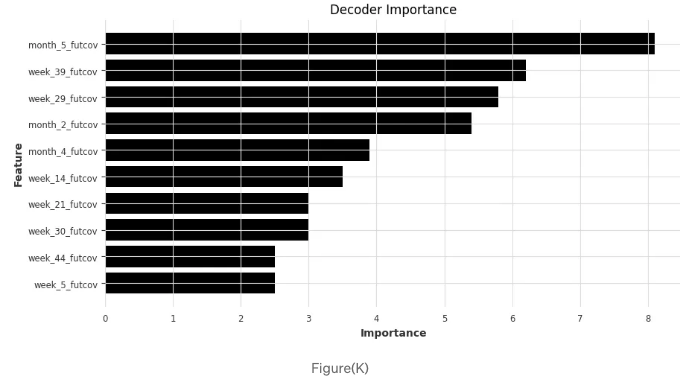 Decoder Importance
month_5_futcov
week_39_futcov
week_29_futcov
month_2_futcov
month_4_futcov
week_14_futcov
week_21_futcov
week_30_futcov
week_44_futcov
week_5_futcov
Feature
0 1 2 3 4 5 6 7 8
Importance
Figure(K)